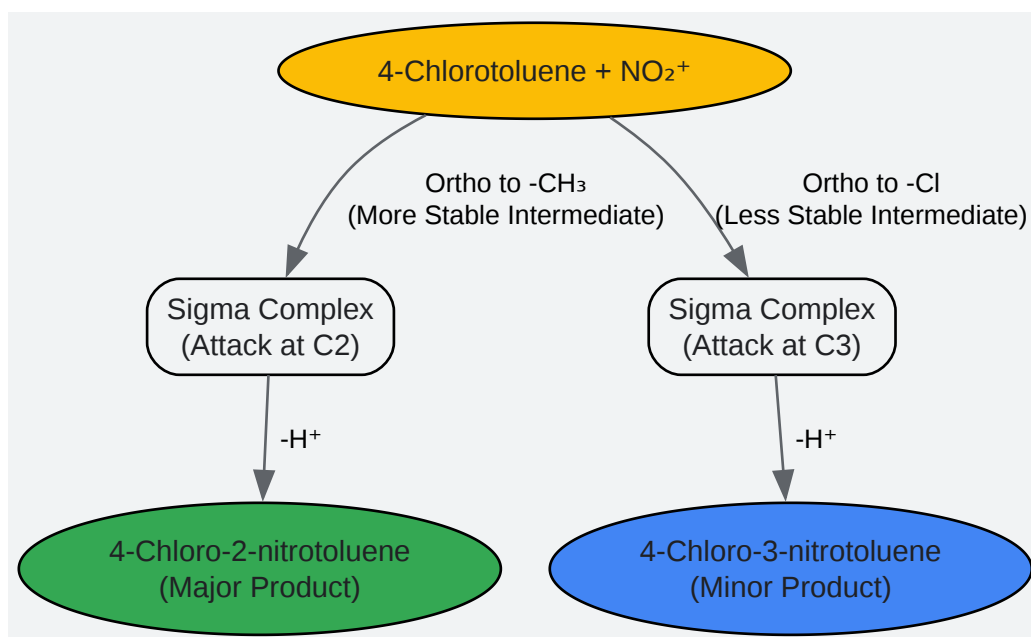 4-Chlorotoluene + NO₂⁺
Ortho to -CH₃
(More Stable Intermediate)
Ortho to -Cl
(Less Stable Intermediate)
Sigma Complex
(Attack at C2)
Sigma Complex
(Attack at C3)
-H⁺
-H⁺
4-Chloro-2-nitrotoluene
(Major Product)
4-Chloro-3-nitrotoluene
(Minor Product)